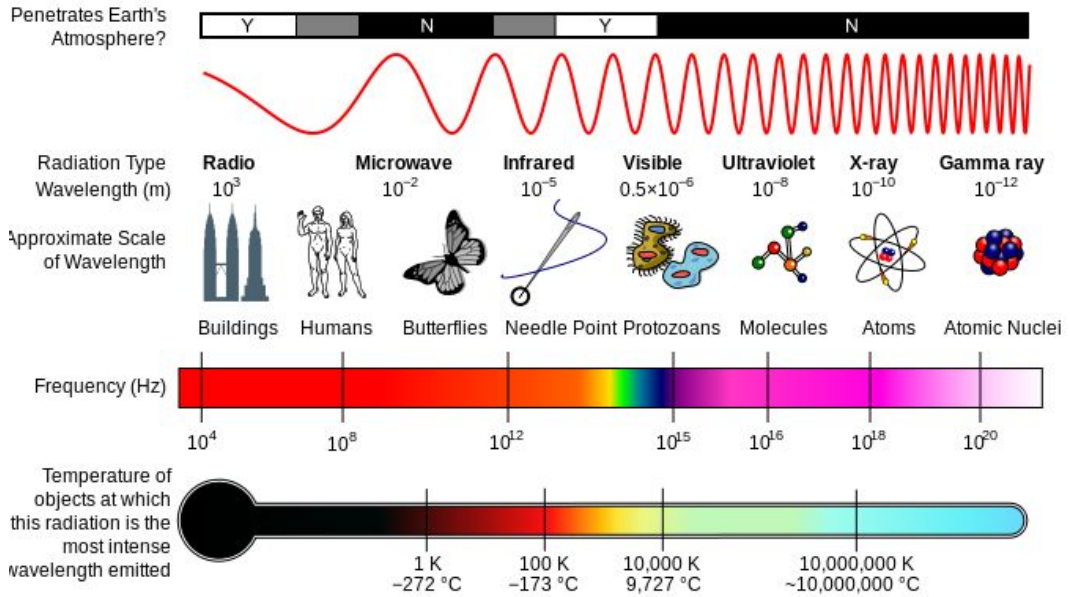 Penetrates Earth's
Atmosphere?
Y N Y N
Radiation Type
Radio Microwave Infrared Visible Ultraviolet X-ray Gamma ray
Wavelength (m)
10³ 10⁻² 10⁻⁵ 0.5×10⁻⁶ 10⁻⁸ 10⁻¹⁰ 10⁻¹²
Approximate Scale
of Wavelength
Buildings Humans Butterflies Needle Point Protozoans Molecules Atoms Atomic Nuclei
Frequency (Hz)
10⁴ 10⁸ 10¹² 10¹⁵ 10¹⁶ 10¹⁸ 10²⁰
Temperature of
objects at which
this radiation is the
most intense
wavelength emitted
1 K 100 K 10,000 K 10,000,000 K
−272 °C −173 °C 9,727 °C ~10,000,000 °C